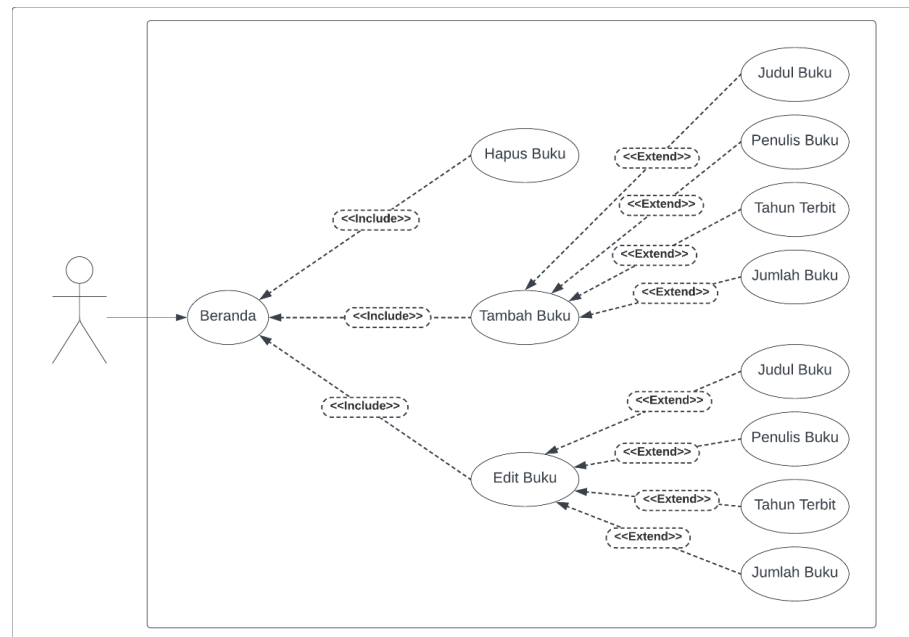 Judul Buku
Penulis Buku
Hapus Buku
<<Extend>>
<<Extend>>
Tahun Terbit
<<Include>>
<<Extend>>
Jumlah Buku
<<Extend>>
Beranda
<<Include>>
Tambah Buku
Judul Buku
<<Include>>
<<Extend>>
Penulis Buku
<<Extend>>
Edit Buku
<<Extend>>
Tahun Terbit
<<Extend>>
Jumlah Buku